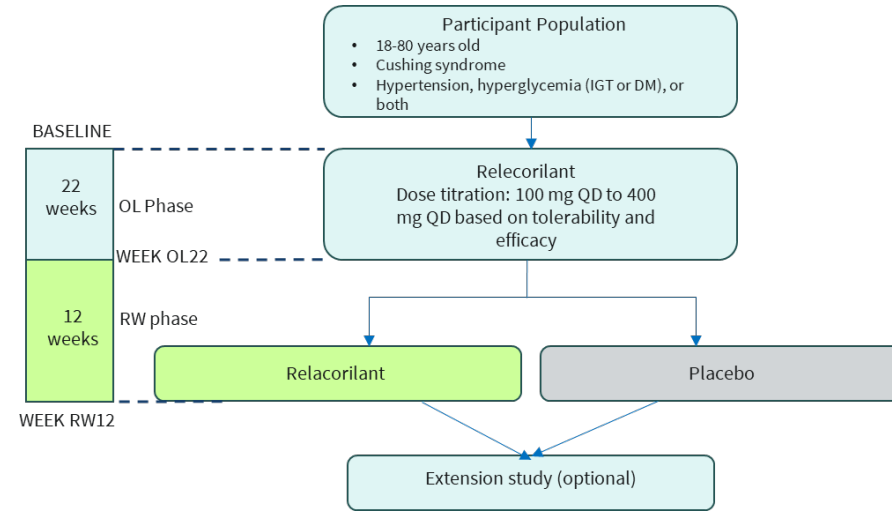 Participant Population
• 18-80 years old
• Cushing syndrome
• Hypertension, hyperglycemia (IGT or DM), or
both
BASELINE
22
weeks
OL Phase
Relecorilant
Dose titration: 100 mg QD to 400
mg QD based on tolerability and
efficacy
WEEK OL22
12
weeks
RW phase
Relacorilant
Placebo
WEEK RW12
Extension study (optional)